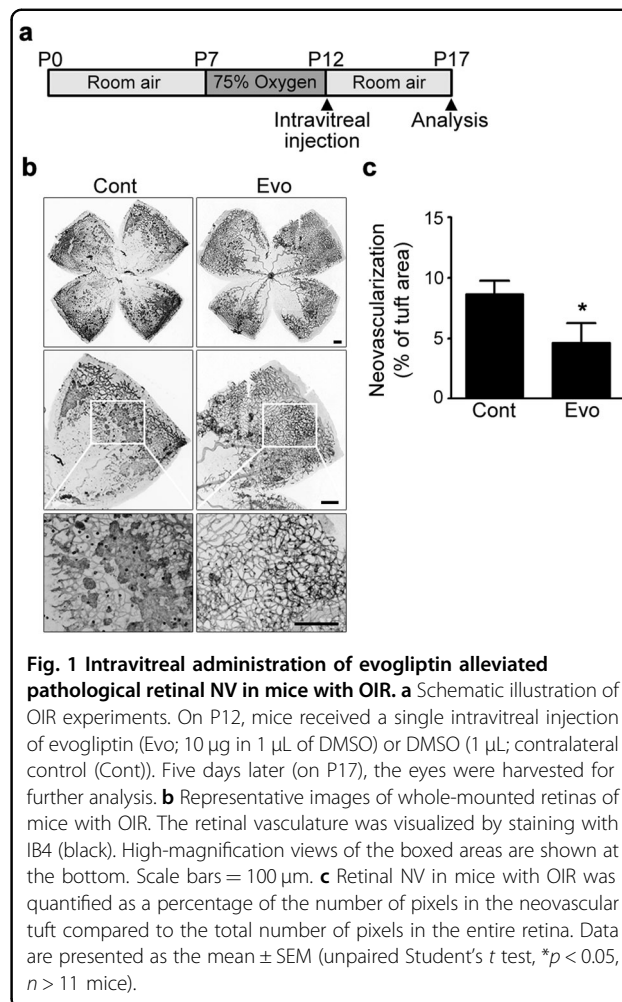 a
P0 P7 P12 P17
Room air 75% Oxygen Room air
Intravitreal injection Analysis
b
Cont Evo
c
Neovascularization
(% of tuft area)
15
10
5
0
*
Cont Evo
Fig. 1 Intravitreal administration of evogliptin alleviated
pathological retinal NV in mice with OIR. a Schematic illustration of
OIR experiments. On P12, mice received a single intravitreal injection
of evogliptin (Evo; 10 μg in 1 μL of DMSO) or DMSO (1 μL; contralateral
control (Cont)). Five days later (on P17), the eyes were harvested for
further analysis. b Representative images of whole-mounted retinas of
mice with OIR. The retinal vasculature was visualized by staining with
IB4 (black). High-magnification views of the boxed areas are shown at
the bottom. Scale bars = 100 μm. c Retinal NV in mice with OIR was
quantified as a percentage of the number of pixels in the neovascular
tuft compared to the total number of pixels in the entire retina. Data
are presented as the mean ± SEM (unpaired Student's t test, *p < 0.05,
n > 11 mice).